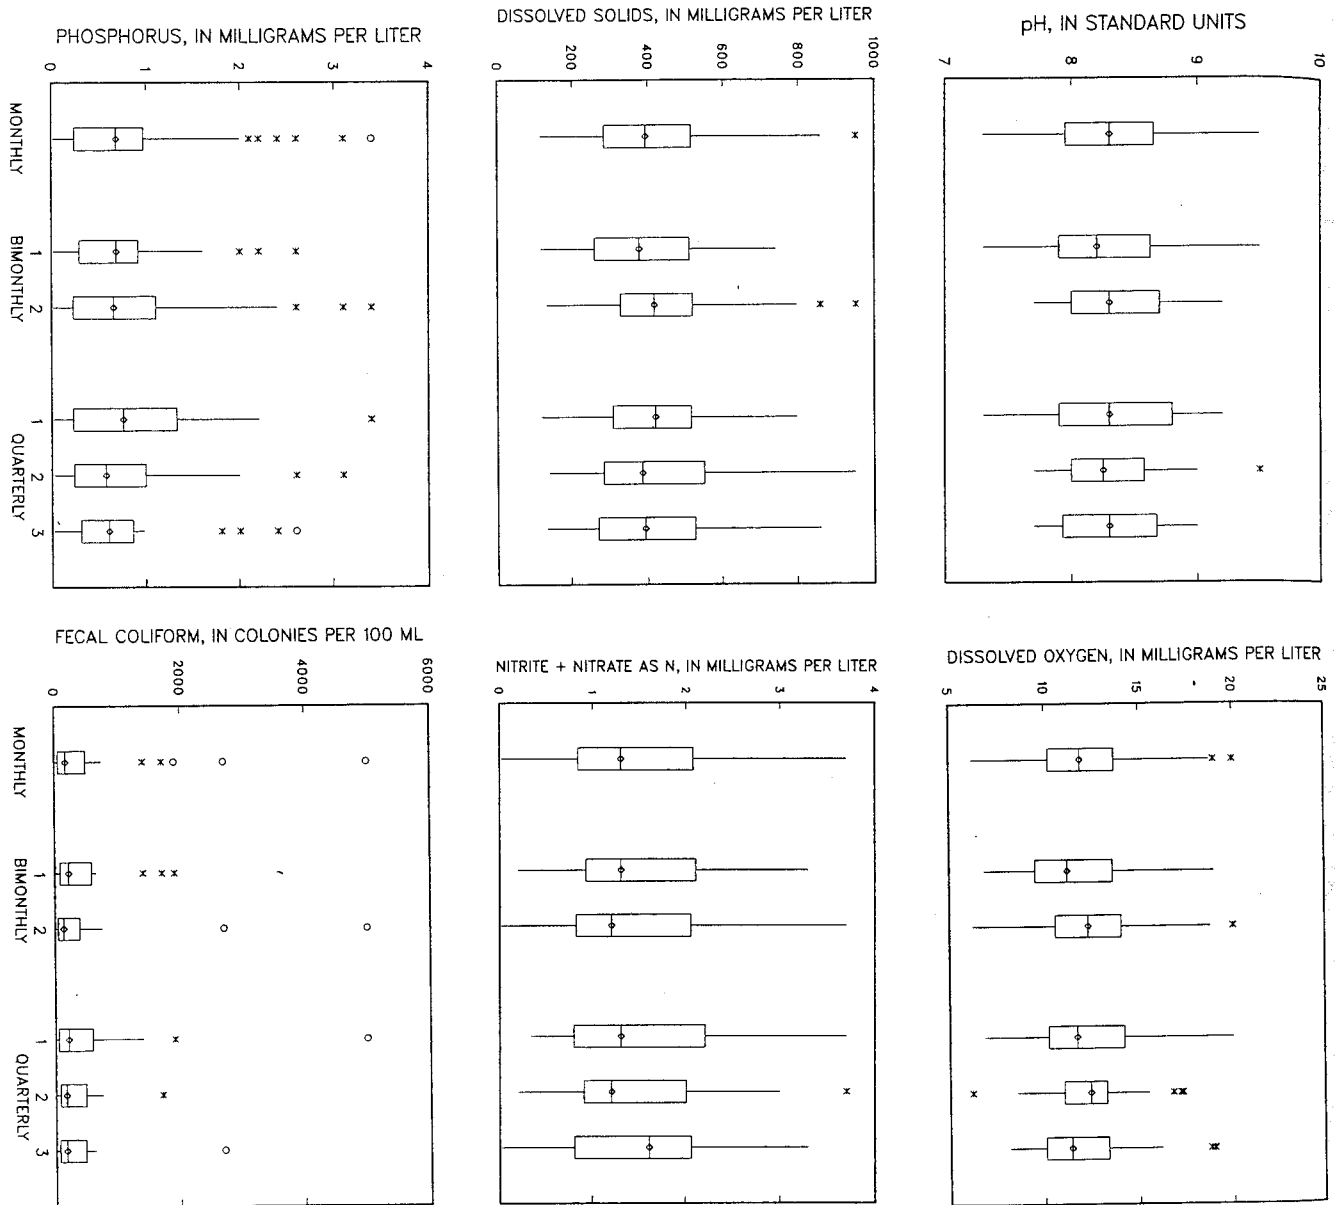 PHOSPHORUS, IN MILLIGRAMS PER LITER
0 1 2 3 4
MONTHLY
1
BIMONTHLY
2
1
QUARTERLY
2
3
DISSOLVED SOLIDS, IN MILLIGRAMS PER LITER
0 200 400 600 800 1000
pH, IN STANDARD UNITS
7 8 9 10
FECAL COLIFORM, IN COLONIES PER 100 ML
0 2000 4000 6000
MONTHLY
1
BIMONTHLY
2
1
QUARTERLY
2
3
NITRITE + NITRATE AS N, IN MILLIGRAMS PER LITER
0 1 2 3 4
DISSOLVED OXYGEN, IN MILLIGRAMS PER LITER
5 10 15 20 25